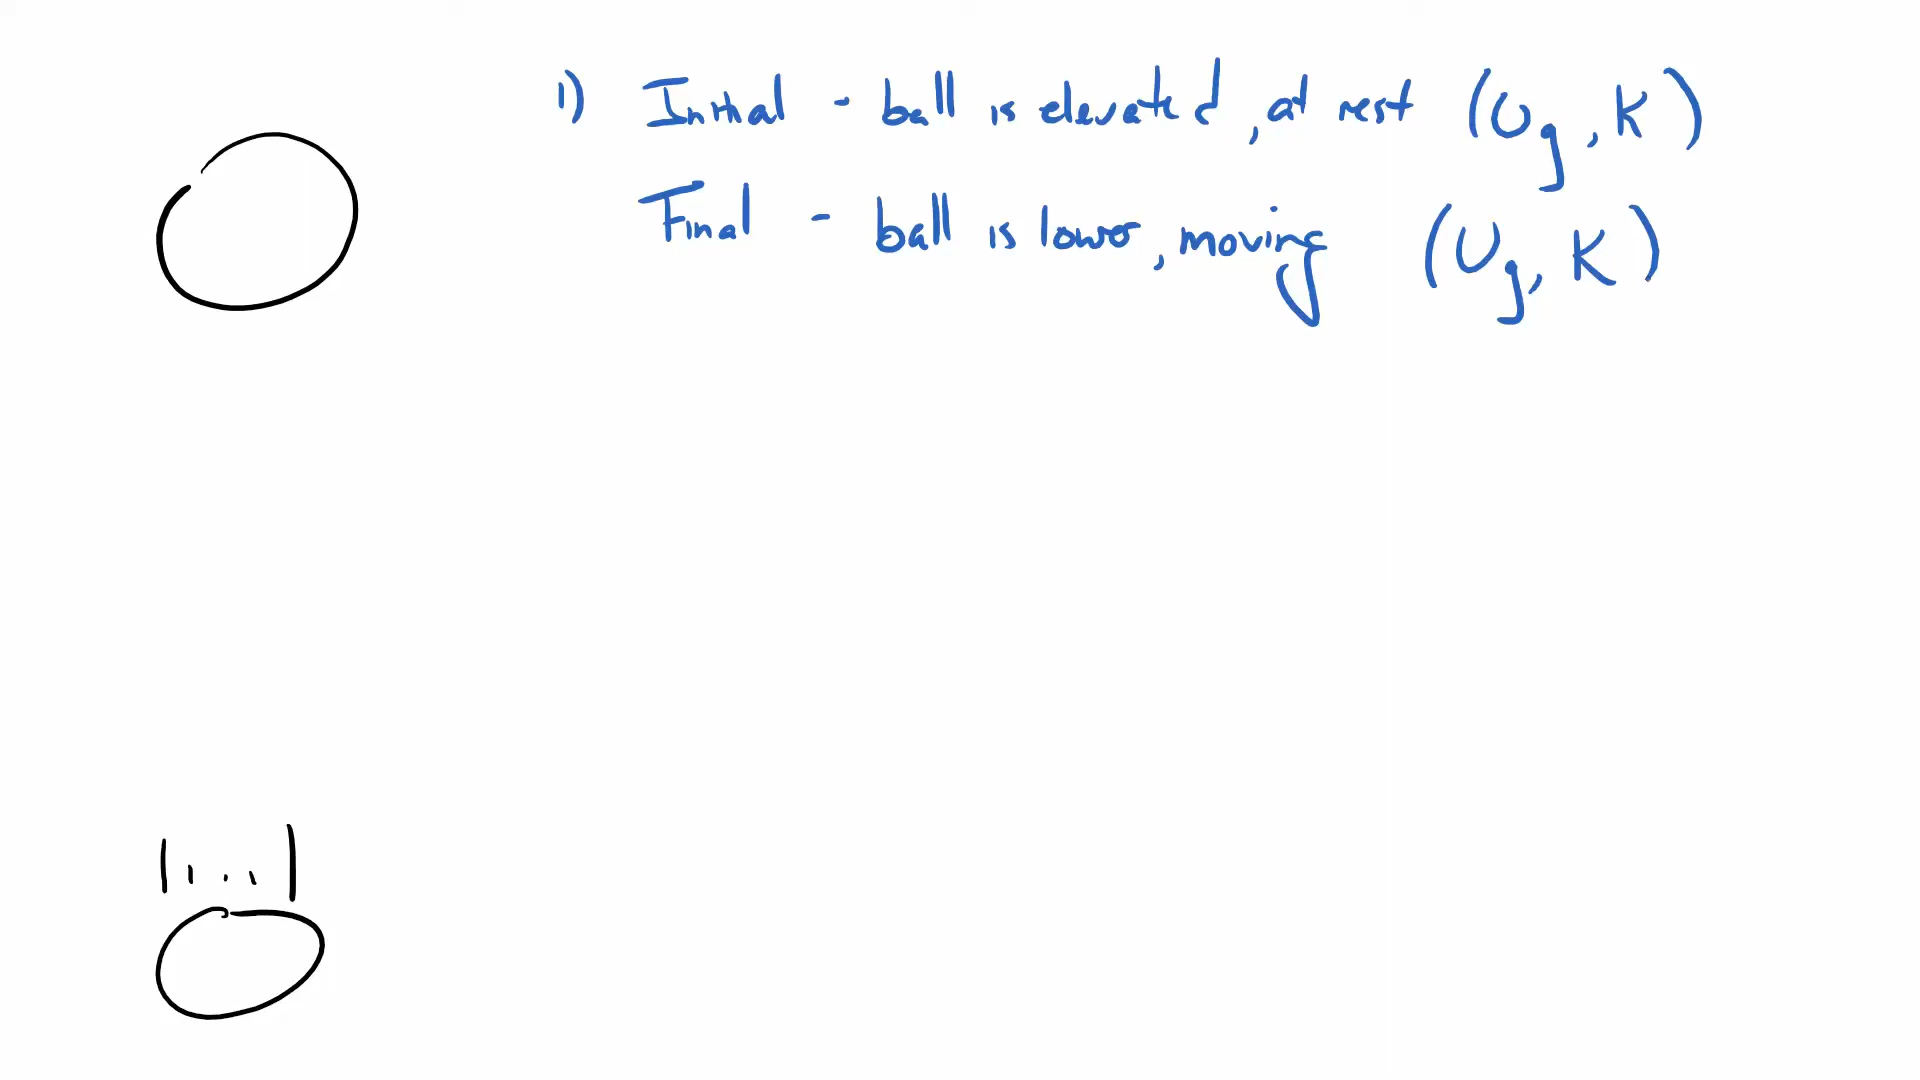 1) Initial - ball is elevated, at rest (Ug, K)
Final - ball is lower, moving (Ug, K)